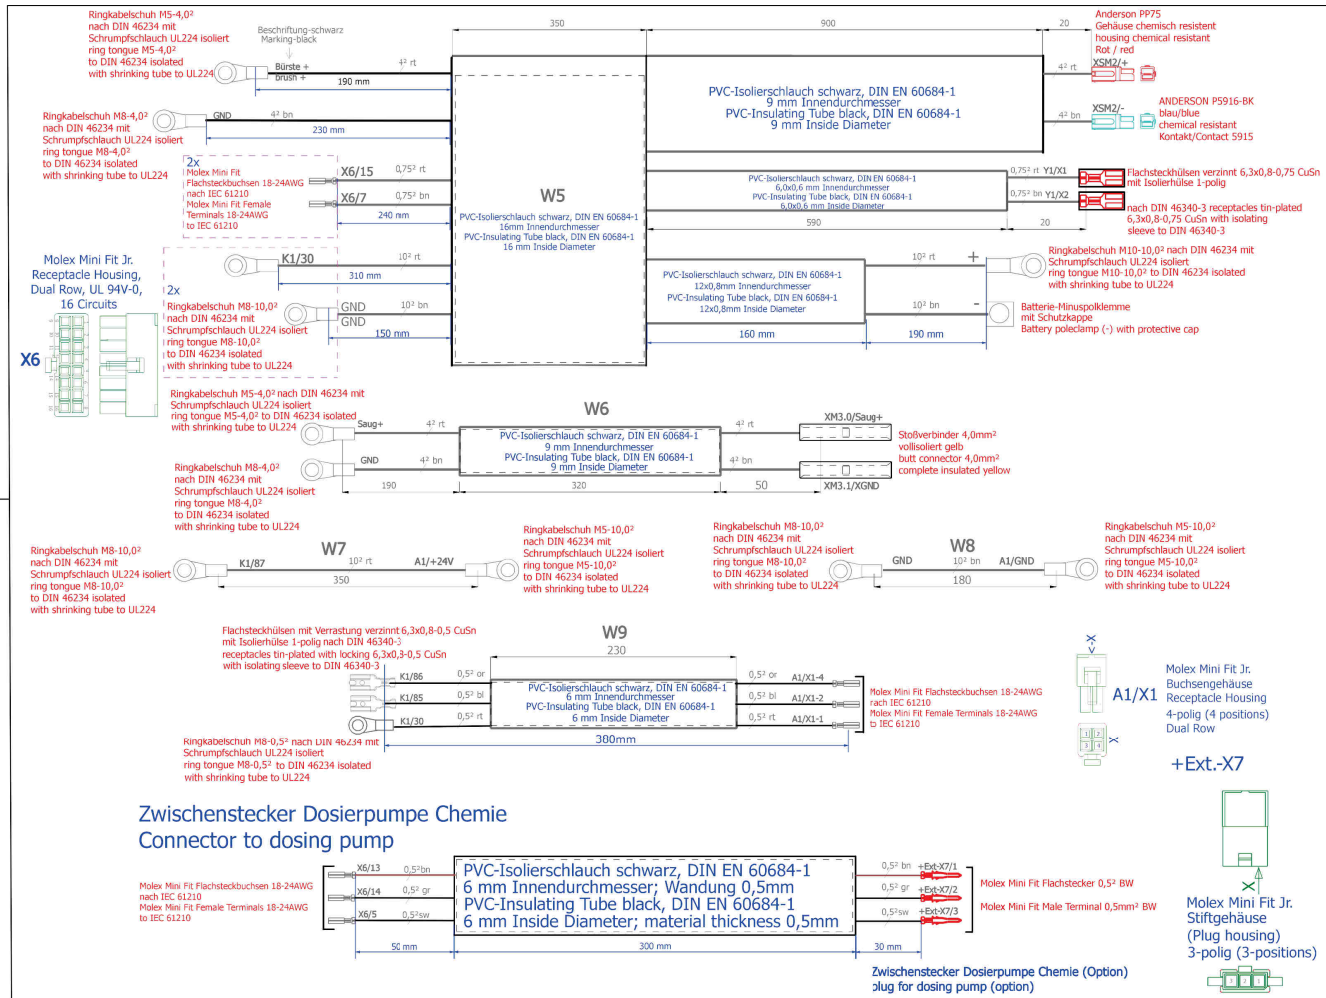 Ringkabelschuh M5-4,0²
nach DIN 46234 mit
Schrumpfschlauch UL224 isoliert
ring tongue M5-4,0²
to DIN 46234 isolated
with shrinking tube to UL224
Beschriftung-schwarz
Marking-black
Bürste +
brush +
4² rt
190 mm
350
900
20
Anderson PP75
Gehäuse chemisch resistent
housing chemical resistant
Rot / red
4² rt
XSM2/+
4² bn
XSM2/-
ANDERSON P5916-BK
blau/blue
chemical resistant
Kontakt/Contact 5915
PVC-Isolierschlauch schwarz, DIN EN 60684-1
9 mm Innendurchmesser
PVC-Insulating Tube black, DIN EN 60684-1
9 mm Inside Diameter
Ringkabelschuh M8-4,0²
nach DIN 46234 mit
Schrumpfschlauch UL224 isoliert
ring tongue M8-4,0²
to DIN 46234 isolated
with shrinking tube to UL224
GND
4² bn
230 mm
2x
Molex Mini Fit
Flachsteckbuchsen 18-24AWG
nach IEC 61210
Molex Mini Fit Female
Terminals 18-24AWG
to IEC 61210
X6/15
0,75² rt
X6/7
0,75² bn
240 mm
W5
PVC-Isolierschlauch schwarz, DIN EN 60684-1
16mm Innendurchmesser
PVC-Insulating Tube black, DIN EN 60684-1
16 mm Inside Diameter
PVC-Isolierschlauch schwarz, DIN EN 60684-1
6,0x0,6 mm Innendurchmesser
PVC-Insulating Tube black, DIN EN 60684-1
6,0x0,6 mm Inside Diameter
590
20
0,75² rt Y1/X1
0,75² bn Y1/X2
Flachsteckhülsen verzinnt 6,3x0,8-0,75 CuSn
mit Isolierhülse 1-polig
nach DIN 46340-3 receptacles tin-plated
6,3x0,8-0,75 CuSn with isolating
sleeve to DIN 46340-3
Molex Mini Fit Jr.
Receptacle Housing,
Dual Row, UL 94V-0,
16 Circuits
X6
K1/30
10² rt
310 mm
2x
Ringkabelschuh M8-10,0²
nach DIN 46234 mit
Schrumpfschlauch UL224 isoliert
ring tongue M8-10,0²
to DIN 46234 isolated
with shrinking tube to UL224
GND
GND
10² bn
150 mm
PVC-Isolierschlauch schwarz, DIN EN 60684-1
12x0,8mm Innendurchmesser
PVC-Insulating Tube black, DIN EN 60684-1
12x0,8mm Inside Diameter
160 mm
190 mm
10² rt
+
10² bn
-
Ringkabelschuh M10-10,0² nach DIN 46234 mit
Schrumpfschlauch UL224 isoliert
ring tongue M10-10,0² to DIN 46234 isolated
with shrinking tube to UL224
Batterie-Minuspolklemme
mit Schutzkappe
Battery poleclamp (-) with protective cap
Ringkabelschuh M5-4,0² nach DIN 46234 mit
Schrumpfschlauch UL224 isoliert
ring tongue M5-4,0² to DIN 46234 isolated
with shrinking tube to UL224
Ringkabelschuh M8-4,0²
nach DIN 46234 mit
Schrumpfschlauch UL224 isoliert
ring tongue M8-4,0²
to DIN 46234 isolated
with shrinking tube to UL224
W6
Saug+
4² rt
GND
4² bn
PVC-Isolierschlauch schwarz, DIN EN 60684-1
9 mm Innendurchmesser
PVC-Insulating Tube black, DIN EN 60684-1
9 mm Inside Diameter
190
320
50
4² rt
4² bn
XM3.0/Saug+
XM3.1/XGND
Stoßverbinder 4,0mm²
vollisoliert gelb
butt connector 4,0mm²
complete insulated yellow
Ringkabelschuh M8-10,0²
nach DIN 46234 mit
Schrumpfschlauch UL224 isoliert
ring tongue M8-10,0²
to DIN 46234 isolated
with shrinking tube to UL224
W7
K1/87
10² rt
A1/+24V
350
Ringkabelschuh M5-10,0²
nach DIN 46234 mit
Schrumpfschlauch UL224 isoliert
ring tongue M5-10,0²
to DIN 46234 isolated
with shrinking tube to UL224
Ringkabelschuh M8-10,0²
nach DIN 46234 mit
Schrumpfschlauch UL224 isoliert
ring tongue M8-10,0²
to DIN 46234 isolated
with shrinking tube to UL224
W8
GND
10² bn
A1/GND
180
Ringkabelschuh M5-10,0²
nach DIN 46234 mit
Schrumpfschlauch UL224 isoliert
ring tongue M5-10,0²
to DIN 46234 isolated
with shrinking tube to UL224
Flachsteckhülsen mit Verrastung verzinnt 6,3x0,8-0,5 CuSn
mit Isolierhülse 1-polig nach DIN 46340-3
receptacles tin-plated with locking 6,3x0,8-0,5 CuSn
with isolating sleeve to DIN 46340-3
W9
230
K1/86
0,5² or
K1/85
0,5² bl
K1/30
0,5² rt
PVC-Isolierschlauch schwarz, DIN EN 60684-1
6 mm Innendurchmesser
PVC-Insulating Tube black, DIN EN 60684-1
6 mm Inside Diameter
0,5² or
A1/X1-4
0,5² bl
A1/X1-2
0,5² rt
A1/X1-1
380mm
Molex Mini Fit Flachsteckbuchsen 18-24AWG
nach IEC 61210
Molex Mini Fit Female Terminals 18-24AWG
to IEC 61210
Ringkabelschuh M8-0,5² nach DIN 46234 mit
Schrumpfschlauch UL224 isoliert
ring tongue M8-0,5² to DIN 46234 isolated
with shrinking tube to UL224
<-X
A1/X1
1 2
3 4
X
Molex Mini Fit Jr.
Buchsengehäuse
Receptacle Housing
4-polig (4 positions)
Dual Row
+Ext.-X7
Zwischenstecker Dosierpumpe Chemie
Connector to dosing pump
Molex Mini Fit Flachsteckbuchsen 18-24AWG
nach IEC 61210
Molex Mini Fit Female Terminals 18-24AWG
to IEC 61210
X6/13
0,5²bn
X6/14
0,5² gr
X6/5
0,5²sw
PVC-Isolierschlauch schwarz, DIN EN 60684-1
6 mm Innendurchmesser; Wandung 0,5mm
PVC-Insulating Tube black, DIN EN 60684-1
6 mm Inside Diameter; material thickness 0,5mm
0,5² bn
+Ext-X7/1
0,5² gr
+Ext-X7/2
0,5²sw
+Ext-X7/3
50 mm
300 mm
30 mm
Molex Mini Fit Flachstecker 0,5² BW
Molex Mini Fit Male Terminal 0,5mm² BW
Zwischenstecker Dosierpumpe Chemie (Option)
plug for dosing pump (option)
X
Molex Mini Fit Jr.
Stiftgehäuse
(Plug housing)
3-polig (3-positions)